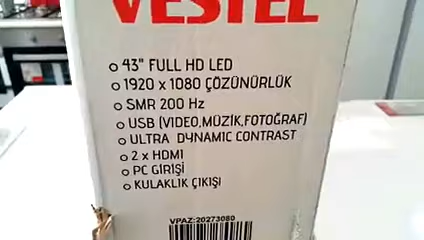 VESTEL
43" FULL HD LED
1920 x 1080 ÇÖZÜNÜRLÜK
SMR 200 Hz
USB (VIDEO,MÜZİK,FOTOĞRAF)
ULTRA DYNAMIC CONTRAST
2 x HDMI
PC GİRİŞİ
KULAKLIK ÇIKIŞI
VPAZ:20273080